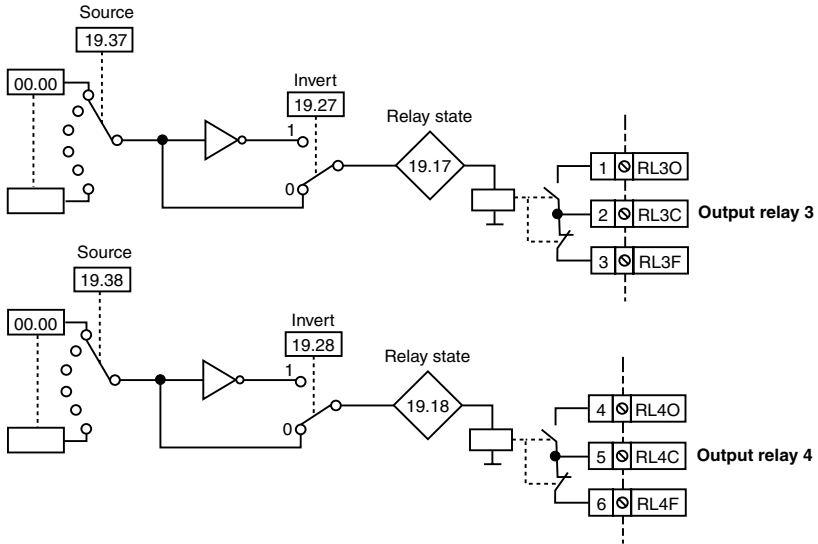 Source
19.37
00.00
Invert
19.27
1
0
Relay state
19.17
1 RL3O
2 RL3C
3 RL3F
Output relay 3
Source
19.38
00.00
Invert
19.28
1
0
Relay state
19.18
4 RL4O
5 RL4C
6 RL4F
Output relay 4